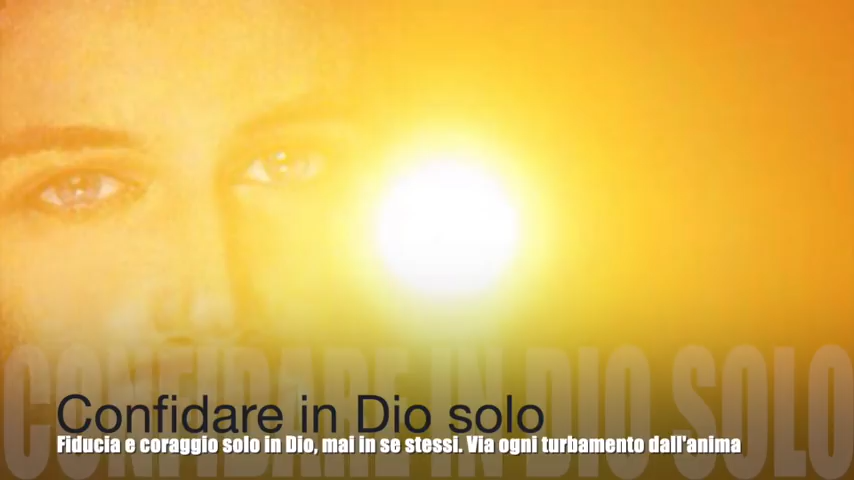 CONFIDARE IN DIO SOLO
Confidare in Dio solo
Fiducia e coraggio solo in Dio, mai in se stessi. Via ogni turbamento dall'anima